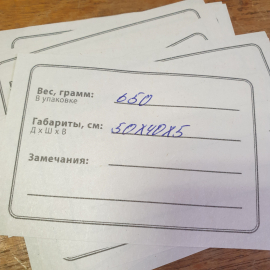 Вес, грамм: 650
В упаковке
Габариты, см: 50х40х5
Д х Ш х В
Замечания: